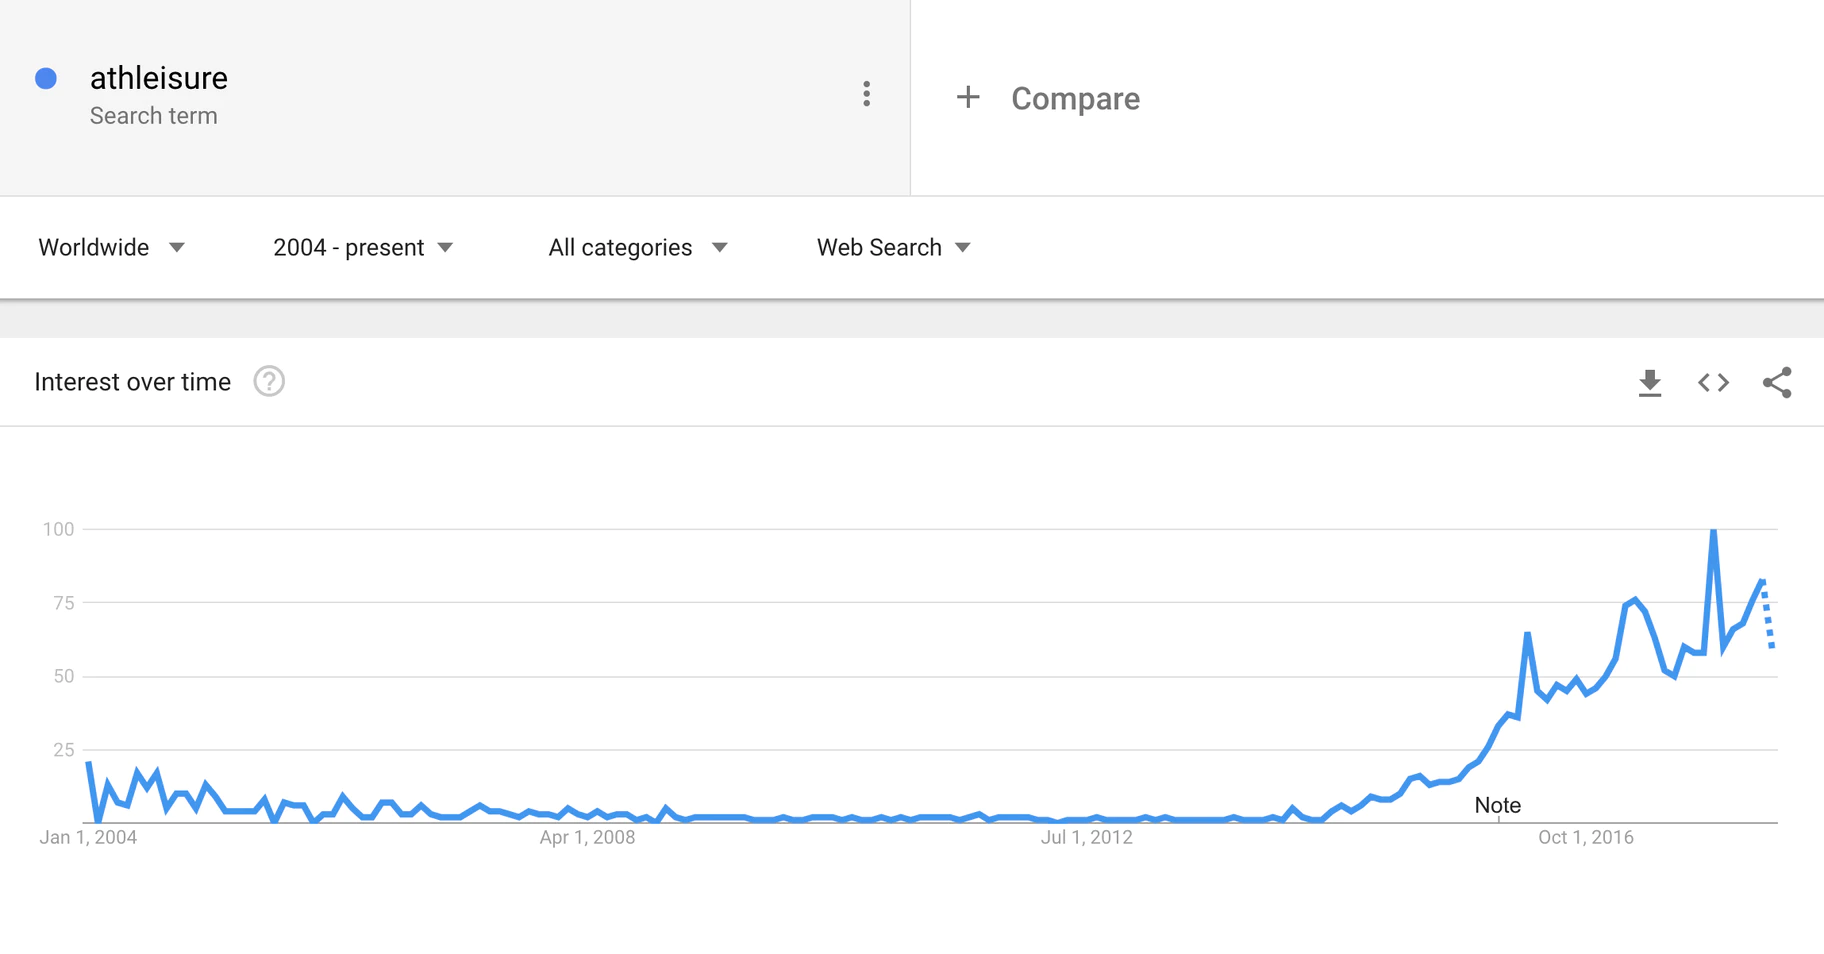 athleisure
Search term
+ Compare
Worldwide
2004 - present
All categories
Web Search
Interest over time ?
100
75
50
25
Note
Jan 1, 2004
Apr 1, 2008
Jul 1, 2012
Oct 1, 2016